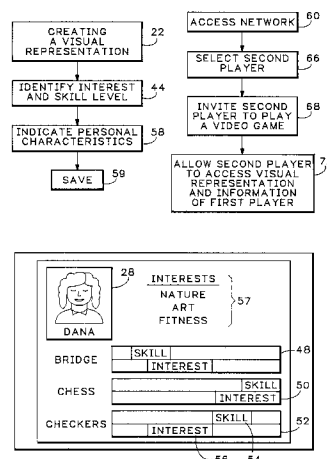 CREATING
A VISUAL
REPRESENTATION
22
IDENTIFY INTEREST
AND SKILL LEVEL
44
INDICATE PERSONAL
CHARACTERISTICS
58
SAVE
59
ACCESS NETWORK
60
SELECT SECOND
PLAYER
66
INVITE SECOND
PLAYER TO PLAY
A VIDEO GAME
68
ALLOW SECOND PLAYER
TO ACCESS VISUAL
REPRESENTATION
AND INFORMATION
OF FIRST PLAYER
28
DANA
INTERESTS
NATURE
ART
FITNESS
57
BRIDGE
SKILL
INTEREST
48
CHESS
SKILL
INTEREST
50
CHECKERS
SKILL
INTEREST
52
56 54